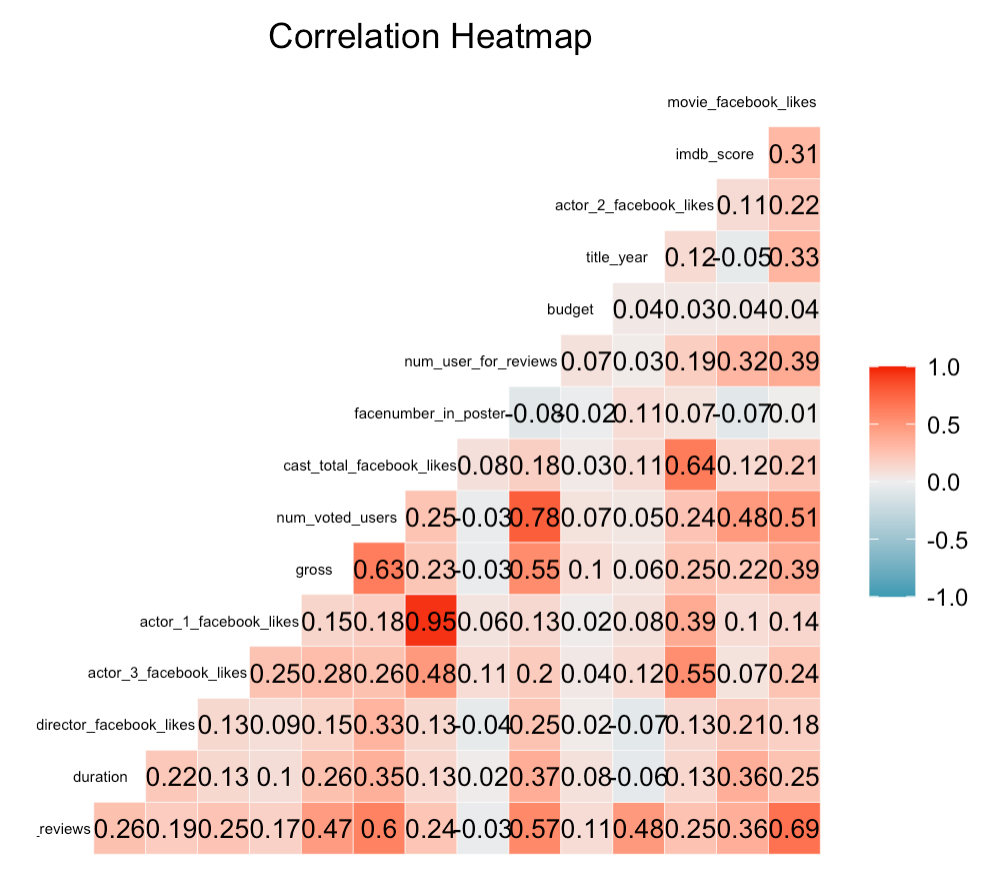 Correlation Heatmap
movie_facebook_likes
imdb_score 0.31
actor_2_facebook_likes 0.11 0.22
title_year 0.12 -0.05 0.33
budget 0.04 0.03 0.04 0.04
num_user_for_reviews 0.07 0.03 0.19 0.32 0.39
facenumber_in_poster -0.08 -0.02 0.11 0.07 -0.07 0.01
cast_total_facebook_likes 0.08 0.18 0.03 0.11 0.64 0.12 0.21
num_voted_users 0.25 -0.03 0.78 0.07 0.05 0.24 0.48 0.51
gross 0.63 0.23 -0.03 0.55 0.1 0.06 0.25 0.22 0.39
actor_1_facebook_likes 0.15 0.18 0.95 0.06 0.13 0.02 0.08 0.39 0.1 0.14
actor_3_facebook_likes 0.25 0.28 0.26 0.48 0.11 0.2 0.04 0.12 0.55 0.07 0.24
director_facebook_likes 0.13 0.09 0.15 0.33 0.13 -0.04 0.25 0.02 -0.07 0.13 0.21 0.18
duration 0.22 0.13 0.1 0.26 0.35 0.13 0.02 0.37 0.08 -0.06 0.13 0.36 0.25
_reviews 0.26 0.19 0.25 0.17 0.47 0.6 0.24 -0.03 0.57 0.11 0.48 0.25 0.36 0.69
1.0
0.5
0.0
-0.5
-1.0